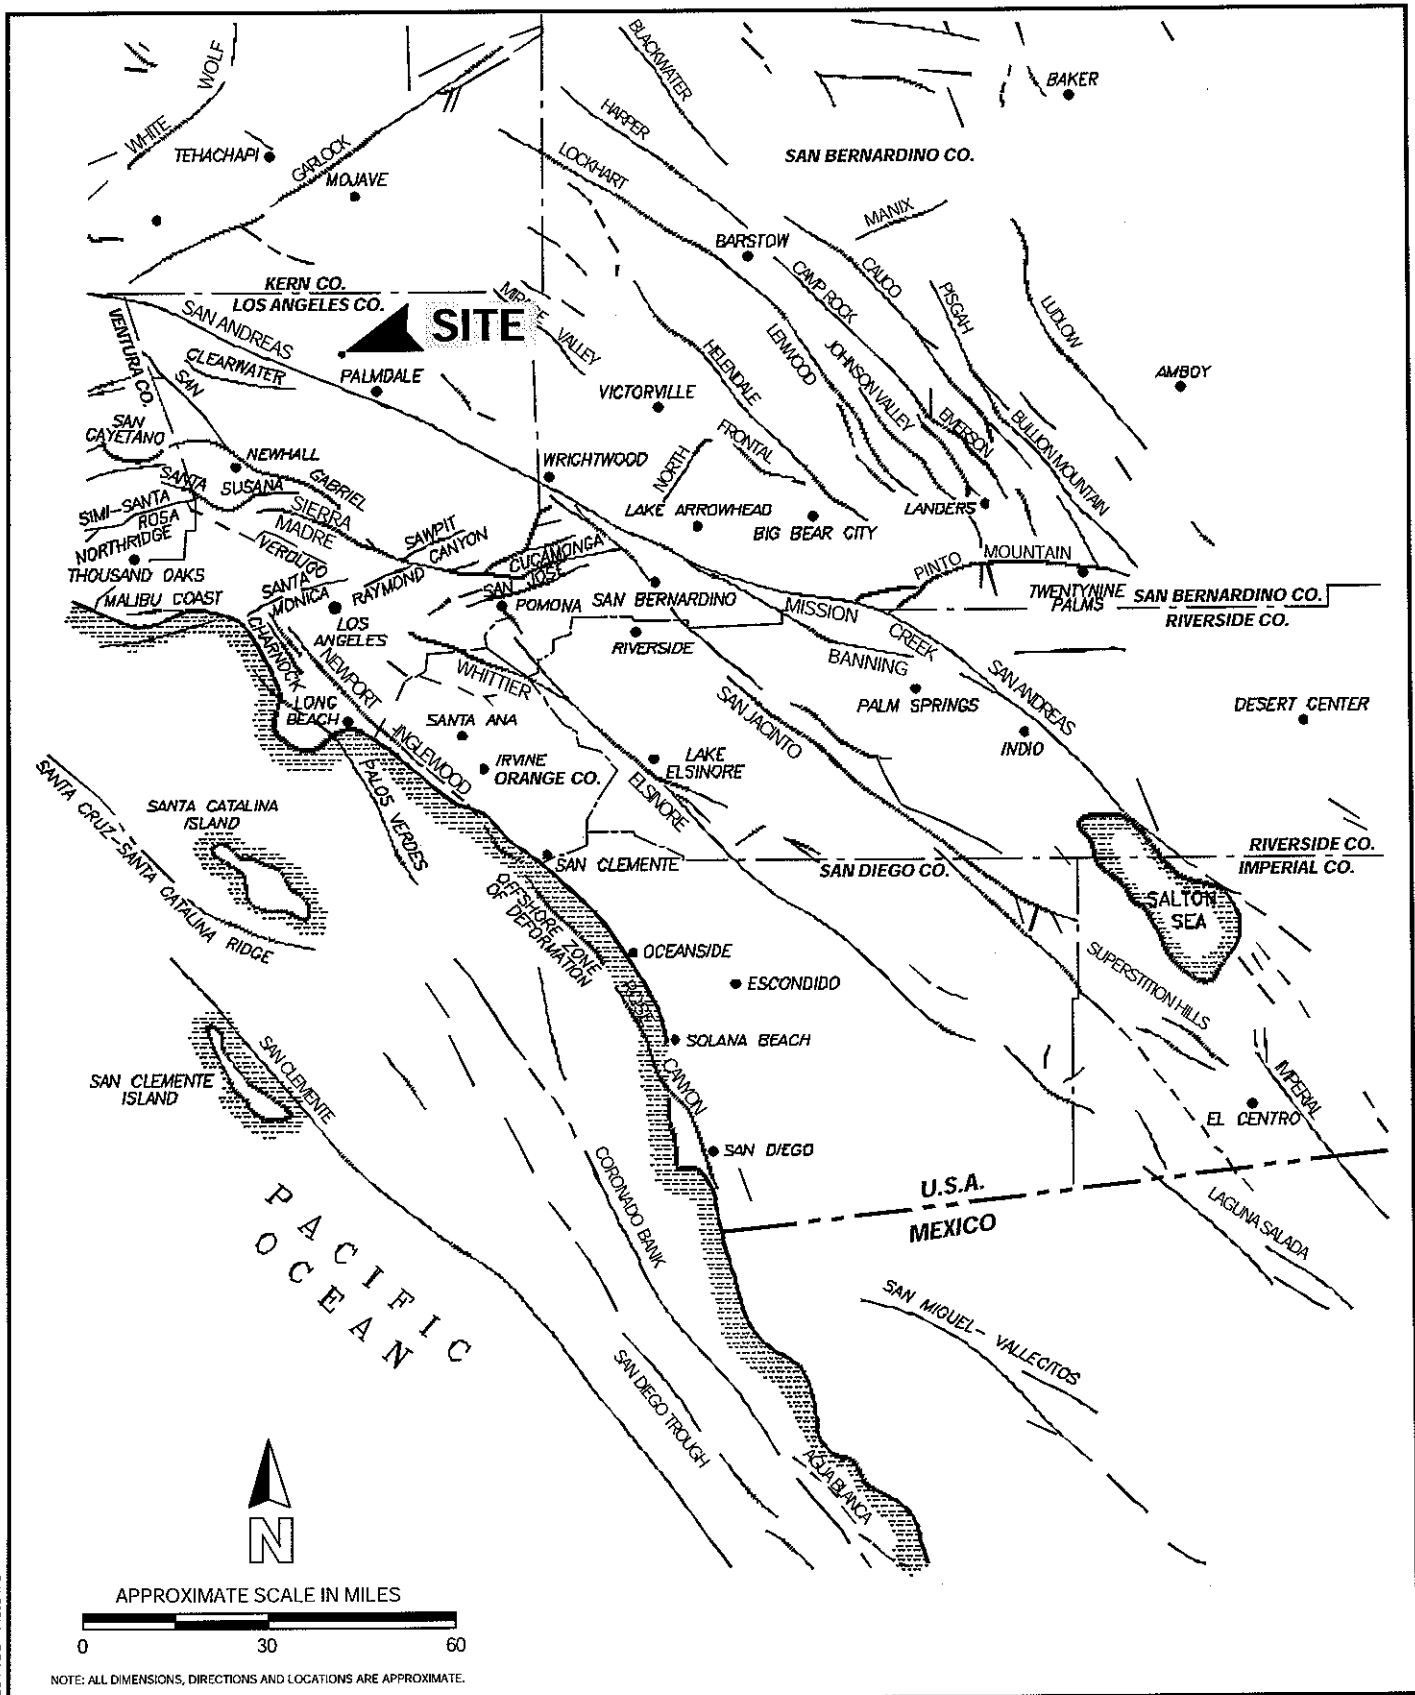 BLACKWATER
BAKER
WOLF
WHITE
HARPER
TEHACHAPI
GARLOCK
LOCKHART
SAN BERNARDINO CO.
MOJAVE
MANIX
BARSTOW
CALICO
CAMP ROCK
KERN CO.
LOS ANGELES CO.
MIRAGE
VALLEY
PISGAH
LUDLOW
VENTURA CO.
SAN ANDREAS
SITE
LENWOOD
HELENDALE
JOHNSON VALLEY
CLEARWATER
SAN
PALMDALE
AMBOY
VICTORVILLE
EMERSON
BULLION MOUNTAIN
SAN
CAYETANO
NEWHALL
WRIGHTWOOD
NORTH
FRONTAL
SANTA
SUSANA
GABRIEL
SIMI-SANTA
ROSA
SIERRA
MADRE
LAKE ARROWHEAD
LANDERS
BIG BEAR CITY
NORTHRIDGE
VERDUGO
SAWPIT
CANYON
CUCAMONGA
PINTO MOUNTAIN
THOUSAND OAKS
SANTA
MONICA
RAYMOND
SAN JOSE
MALIBU COAST
POMONA
SAN BERNARDINO
TWENTYNINE
PALMS
SAN BERNARDINO CO.
RIVERSIDE CO.
MISSION
CREEK
LOS
ANGELES
CHARNOCK
NEWPORT
INGLEWOOD
WHITTIER
RIVERSIDE
BANNING
SAN ANDREAS
SAN JACINTO
PALM SPRINGS
DESERT CENTER
LONG
BEACH
SANTA ANA
INDIO
IRVINE
ORANGE CO.
LAKE
ELSINORE
ELSINORE
PALOS VERDES
SANTA CRUZ-SANTA CATALINA RIDGE
SANTA CATALINA
ISLAND
SAN CLEMENTE
SAN DIEGO CO.
RIVERSIDE CO.
IMPERIAL CO.
OFFSHORE ZONE
OF DEFORMATION
SALTON
SEA
OCEANSIDE
ESCONDIDO
SUPERSTITION HILLS
ROSE
CANYON
SOLANA BEACH
SAN CLEMENTE
SAN CLEMENTE
ISLAND
IMPERIAL
EL CENTRO
SAN DIEGO
CORONADO BANK
U.S.A.
MEXICO
LAGUNA SALADA
PACIFIC
OCEAN
SAN MIGUEL- VALLECITOS
SAN DIEGO TROUGH
AGUA BLANCA
N
APPROXIMATE SCALE IN MILES
0 30 60
NOTE: ALL DIMENSIONS, DIRECTIONS AND LOCATIONS ARE APPROXIMATE.